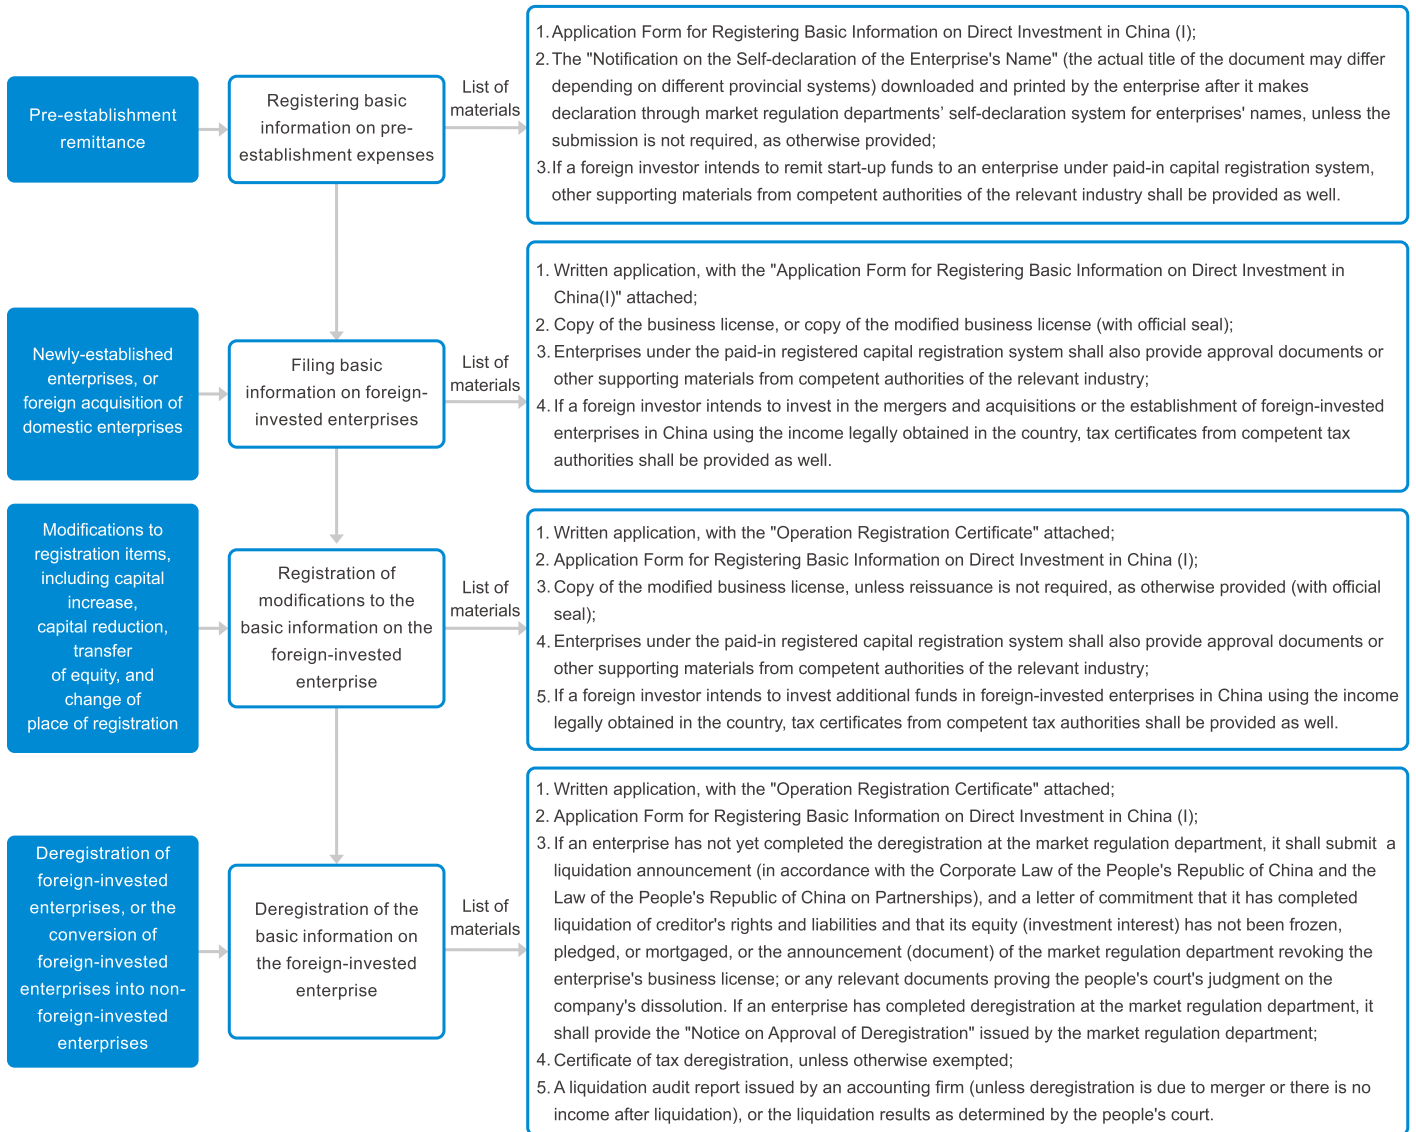 Pre-establishment
remittance
Registering basic
information on pre-
establishment expenses
List of
materials
1. Application Form for Registering Basic Information on Direct Investment in China (I);
2. The "Notification on the Self-declaration of the Enterprise's Name" (the actual title of the document may differ
depending on different provincial systems) downloaded and printed by the enterprise after it makes
declaration through market regulation departments’ self-declaration system for enterprises' names, unless the
submission is not required, as otherwise provided;
3. If a foreign investor intends to remit start-up funds to an enterprise under paid-in capital registration system,
other supporting materials from competent authorities of the relevant industry shall be provided as well.
Newly-established
enterprises, or
foreign acquisition of
domestic enterprises
Filing basic
information on foreign-
invested enterprises
List of
materials
1. Written application, with the "Application Form for Registering Basic Information on Direct Investment in
China(I)" attached;
2. Copy of the business license, or copy of the modified business license (with official seal);
3. Enterprises under the paid-in registered capital registration system shall also provide approval documents or
other supporting materials from competent authorities of the relevant industry;
4. If a foreign investor intends to invest in the mergers and acquisitions or the establishment of foreign-invested
enterprises in China using the income legally obtained in the country, tax certificates from competent tax
authorities shall be provided as well.
Modifications to
registration items,
including capital
increase,
capital reduction,
transfer
of equity, and
change of
place of registration
Registration of
modifications to the
basic information on the
foreign-invested
enterprise
List of
materials
1. Written application, with the "Operation Registration Certificate" attached;
2. Application Form for Registering Basic Information on Direct Investment in China (I);
3. Copy of the modified business license, unless reissuance is not required, as otherwise provided (with official
seal);
4. Enterprises under the paid-in registered capital registration system shall also provide approval documents or
other supporting materials from competent authorities of the relevant industry;
5. If a foreign investor intends to invest additional funds in foreign-invested enterprises in China using the income
legally obtained in the country, tax certificates from competent tax authorities shall be provided as well.
Deregistration of
foreign-invested
enterprises, or the
conversion of
foreign-invested
enterprises into non-
foreign-invested
enterprises
Deregistration of the
basic information on
the foreign-invested
enterprise
List of
materials
1. Written application, with the "Operation Registration Certificate" attached;
2. Application Form for Registering Basic Information on Direct Investment in China (I);
3. If an enterprise has not yet completed the deregistration at the market regulation department, it shall submit a
liquidation announcement (in accordance with the Corporate Law of the People's Republic of China and the
Law of the People's Republic of China on Partnerships), and a letter of commitment that it has completed
liquidation of creditor's rights and liabilities and that its equity (investment interest) has not been frozen,
pledged, or mortgaged, or the announcement (document) of the market regulation department revoking the
enterprise's business license; or any relevant documents proving the people's court's judgment on the
company's dissolution. If an enterprise has completed deregistration at the market regulation department, it
shall provide the "Notice on Approval of Deregistration" issued by the market regulation department;
4. Certificate of tax deregistration, unless otherwise exempted;
5. A liquidation audit report issued by an accounting firm (unless deregistration is due to merger or there is no
income after liquidation), or the liquidation results as determined by the people's court.